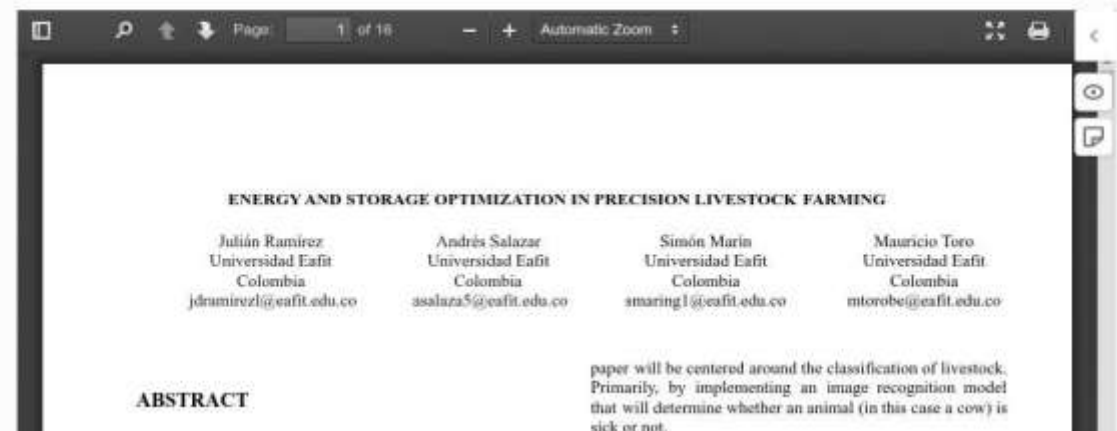 Page: 1 of 16 Automatic Zoom
ENERGY AND STORAGE OPTIMIZATION IN PRECISION LIVESTOCK FARMING
Julián Ramírez
Universidad Eafit
Colombia
jdramirezl@eafit.edu.co
Andrés Salazar
Universidad Eafit
Colombia
asalaza5@eafit.edu.co
Simón Marín
Universidad Eafit
Colombia
smaring1@eafit.edu.co
Mauricio Toro
Universidad Eafit
Colombia
mtorobe@eafit.edu.co
ABSTRACT
paper will be centered around the classification of livestock.
Primarily, by implementing an image recognition model
that will determine whether an animal (in this case a cow) is
sick or not.